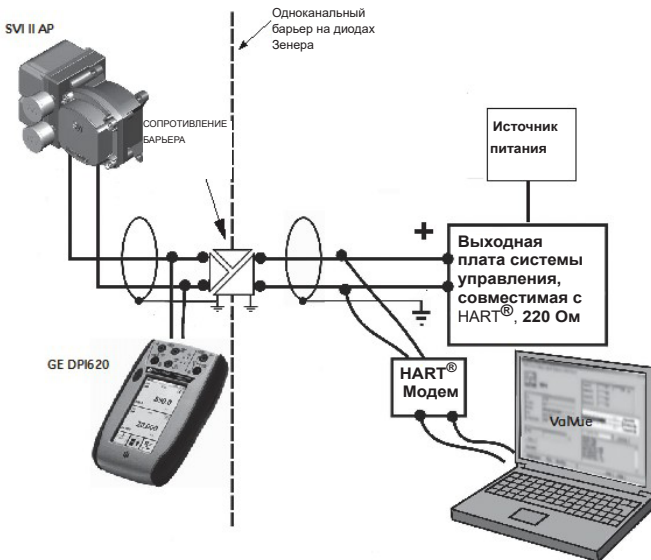 SVI II AP
Одноканальный
барьер на диодах
Зенера
СОПРОТИВЛЕНИЕ
БАРЬЕРА
Источник
питания
+
Выходная
плата системы
управления,
совместимая с
HART®, 220 Ом
GE DPI620
HART®
Модем
ValVue